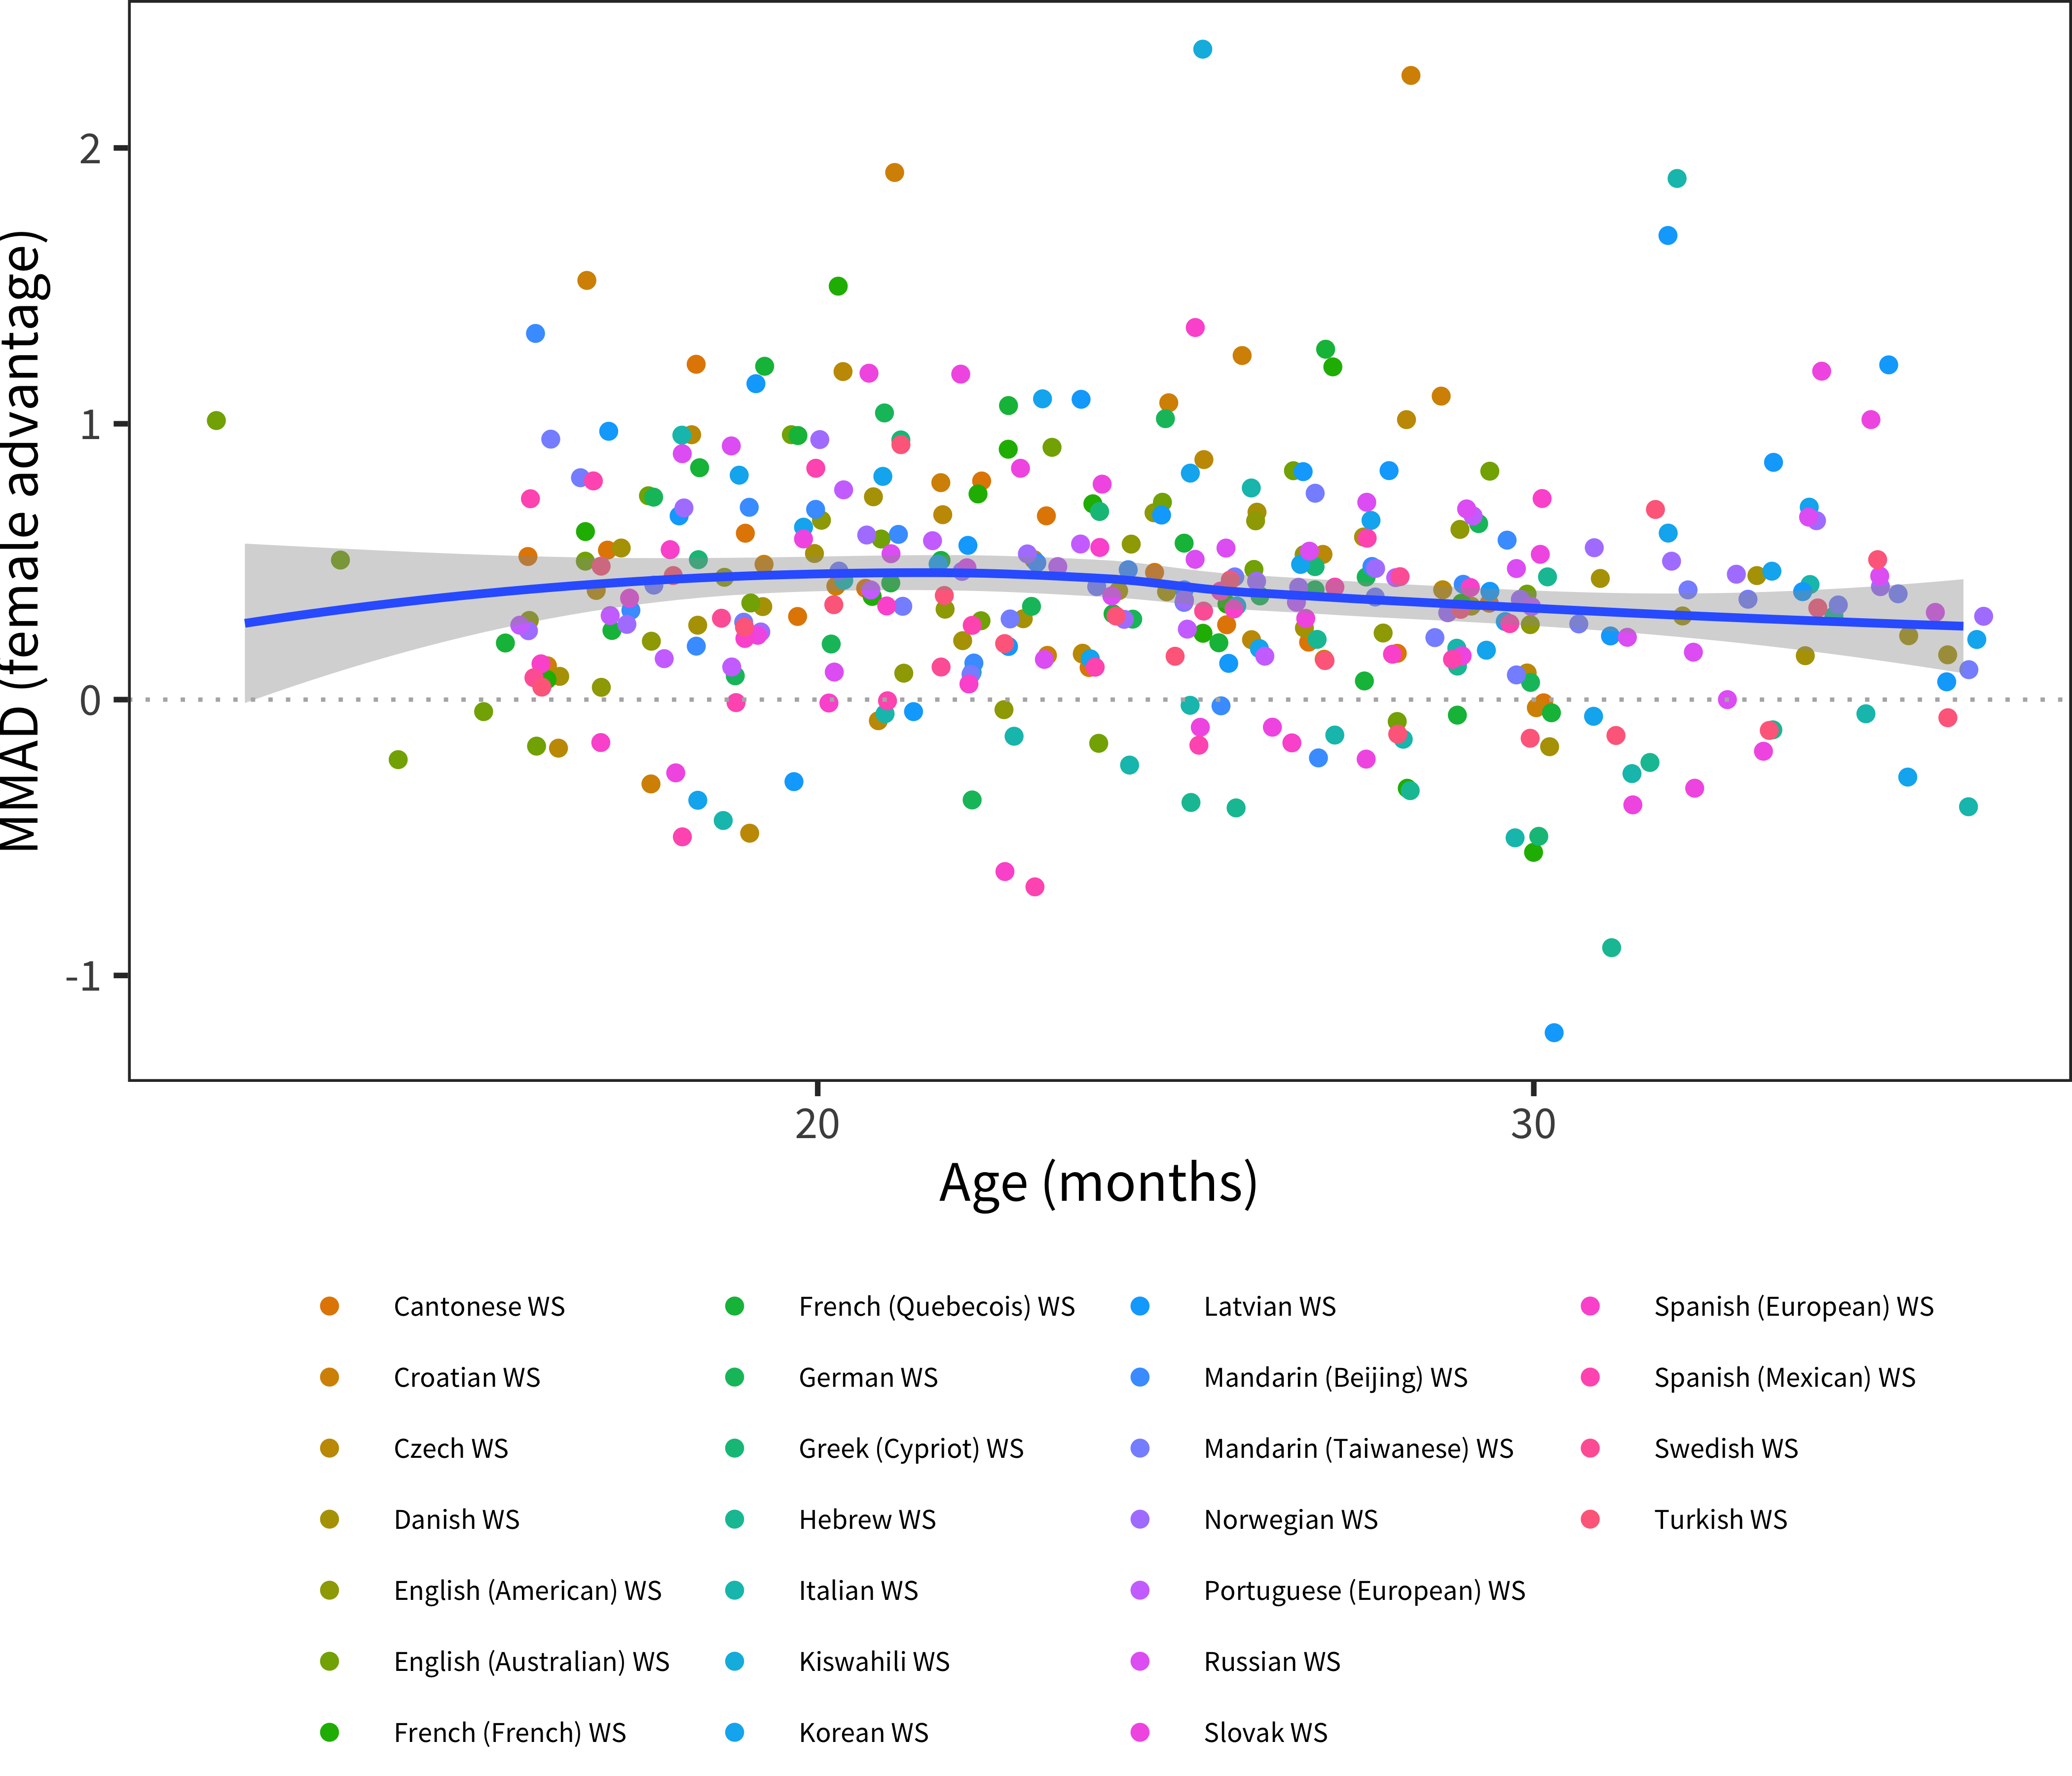 MMAD (female advantage)
2
1
0
-1
20
30
Age (months)
Cantonese WS
Croatian WS
Czech WS
Danish WS
English (American) WS
English (Australian) WS
French (French) WS
French (Quebecois) WS
German WS
Greek (Cypriot) WS
Hebrew WS
Italian WS
Kiswahili WS
Korean WS
Latvian WS
Mandarin (Beijing) WS
Mandarin (Taiwanese) WS
Norwegian WS
Portuguese (European) WS
Russian WS
Slovak WS
Spanish (European) WS
Spanish (Mexican) WS
Swedish WS
Turkish WS